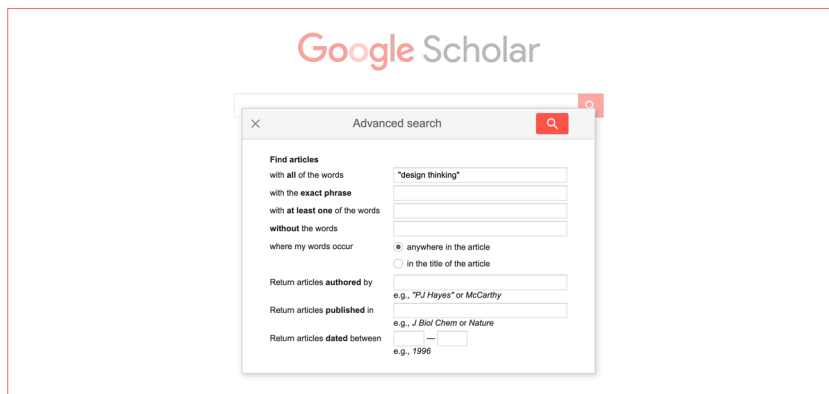 Google Scholar
Advanced search
Find articles
with all of the words "design thinking"
with the exact phrase
with at least one of the words
without the words
where my words occur anywhere in the article
in the title of the article
Return articles authored by
e.g., "PJ Hayes" or McCarthy
Return articles published in
e.g., J Biol Chem or Nature
Return articles dated between —
e.g., 1996